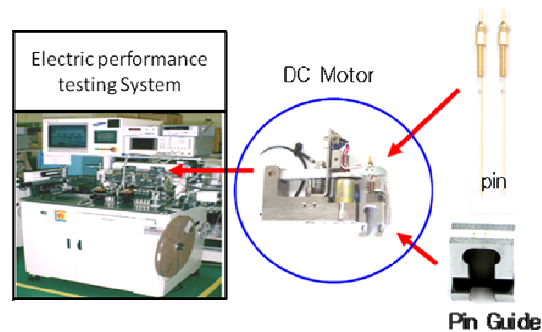 Electric performance
testing System
DC Motor
pin
Pin Guide